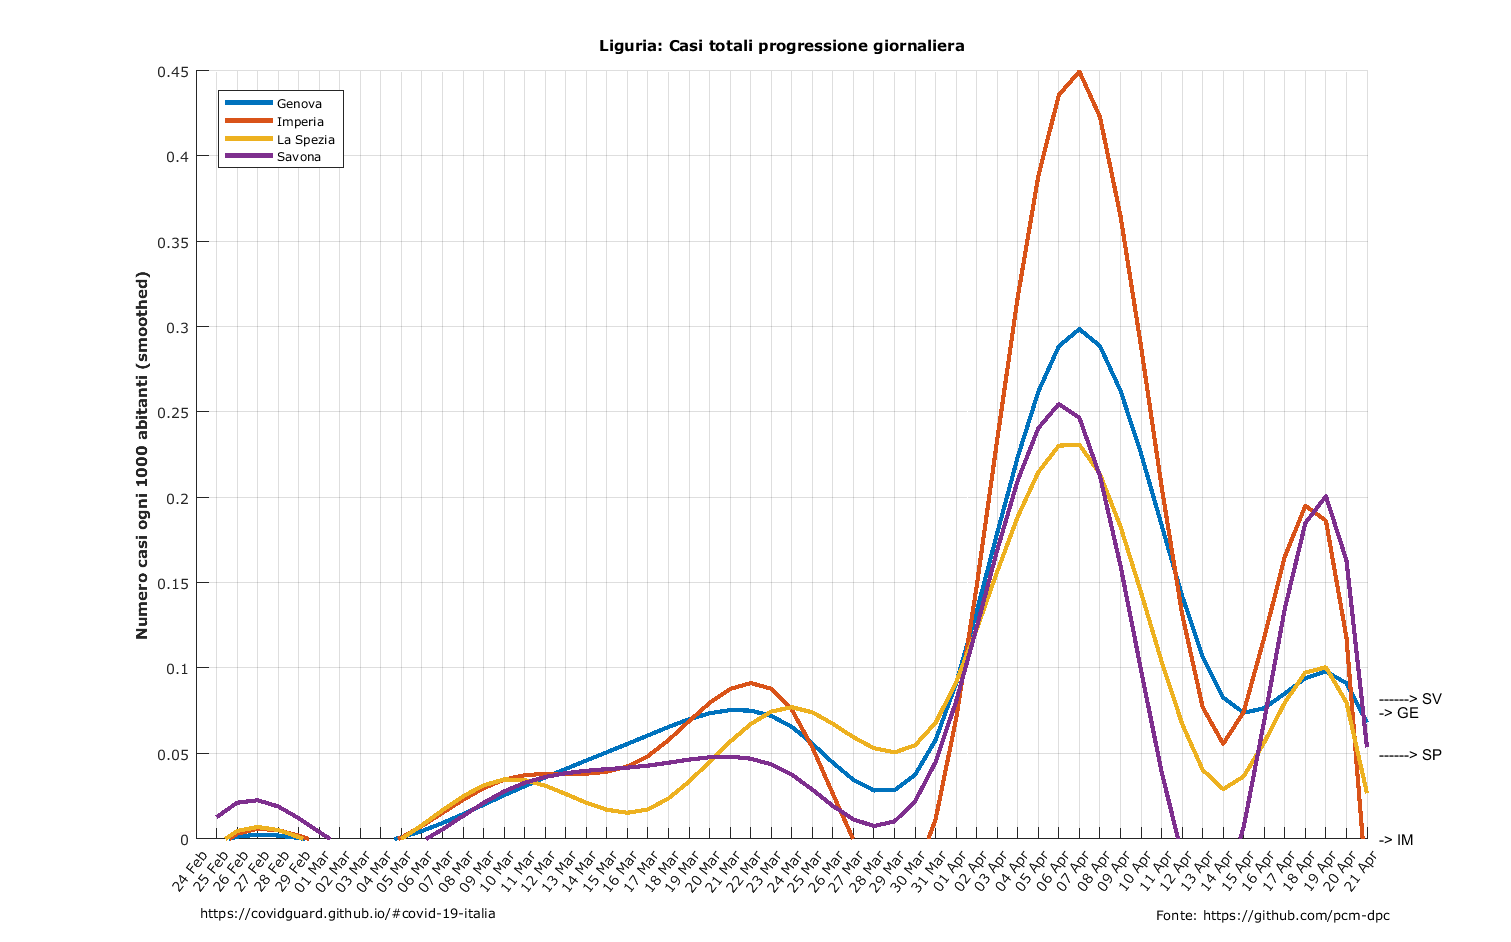 Liguria: Casi totali progressione giornaliera
Numero casi ogni 1000 abitanti (smoothed)
0.45
0.4
0.35
0.3
0.25
0.2
0.15
0.1
0.05
0
Genova
Imperia
La Spezia
Savona
------> SV
-> GE
------> SP
-> IM
24 Feb
25 Feb
26 Feb
27 Feb
28 Feb
29 Feb
01 Mar
02 Mar
03 Mar
04 Mar
05 Mar
06 Mar
07 Mar
08 Mar
09 Mar
10 Mar
11 Mar
12 Mar
13 Mar
14 Mar
15 Mar
16 Mar
17 Mar
18 Mar
19 Mar
20 Mar
21 Mar
22 Mar
23 Mar
24 Mar
25 Mar
26 Mar
27 Mar
28 Mar
29 Mar
30 Mar
31 Mar
01 Apr
02 Apr
03 Apr
04 Apr
05 Apr
06 Apr
07 Apr
08 Apr
09 Apr
10 Apr
11 Apr
12 Apr
13 Apr
14 Apr
15 Apr
16 Apr
17 Apr
18 Apr
19 Apr
20 Apr
21 Apr
https://covidguard.github.io/#covid-19-italia
Fonte: https://github.com/pcm-dpc